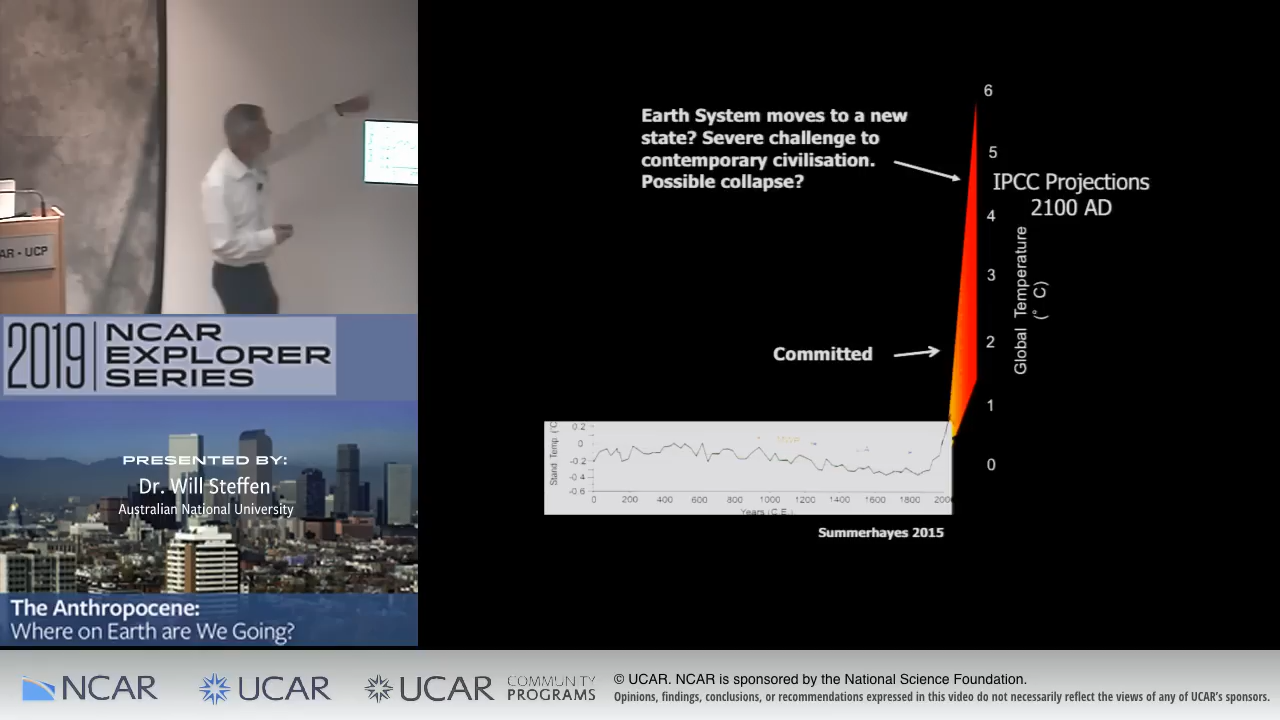 AR - UCP
2019 NCAR
EXPLORER
SERIES
PRESENTED BY:
Dr. Will Steffen
Australian National University
The Anthropocene:
Where on Earth are We Going?
Earth System moves to a new
state? Severe challenge to
contemporary civilisation.
Possible collapse?
Committed
IPCC Projections
2100 AD
6
5
4
3
2
1
0
Global Temperature
(° C)
Stand Temp (°C
0.2
0
-0.2
-0.4
-0.6
0 200 400 600 800 1000 1200 1400 1600 1800 200
Years (C.E.)
Summerhayes 2015
NCAR
UCAR
UCAR COMMUNITY
PROGRAMS
© UCAR. NCAR is sponsored by the National Science Foundation.
Opinions, findings, conclusions, or recommendations expressed in this video do not necessarily reflect the views of any of UCAR's sponsors.